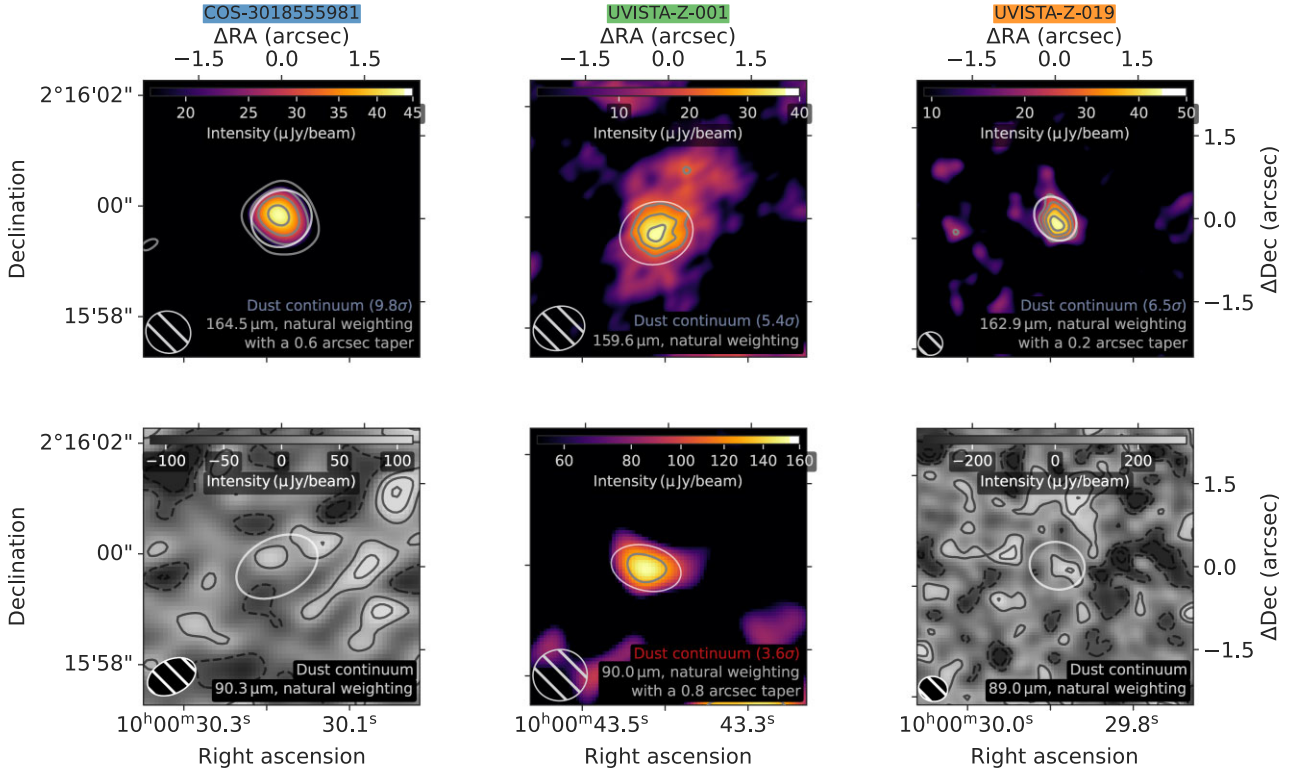 COS-3018555981 UVISTA-Z-001 UVISTA-Z-019
ΔRA (arcsec) ΔRA (arcsec) ΔRA (arcsec)
−1.5 0.0 1.5 −1.5 0.0 1.5 −1.5 0.0 1.5
2°16'02"
00"
15'58"
Declination
20 25 30 35 40 45
Intensity (μJy/beam)
Dust continuum (9.8σ)
164.5 μm, natural weighting
with a 0.6 arcsec taper
10 20 30 40
Intensity (μJy/beam)
Dust continuum (5.4σ)
159.6 μm, natural weighting
10 20 30 40 50
Intensity (μJy/beam)
Dust continuum (6.5σ)
162.9 μm, natural weighting
with a 0.2 arcsec taper
1.5
0.0
−1.5
ΔDec (arcsec)
2°16'02"
00"
15'58"
Declination
−100 −50 0 50 100
Intensity (μJy/beam)
Dust continuum
90.3 μm, natural weighting
60 80 100 120 140 160
Intensity (μJy/beam)
Dust continuum (3.6σ)
90.0 μm, natural weighting
with a 0.8 arcsec taper
−200 0 200
Intensity (μJy/beam)
Dust continuum
89.0 μm, natural weighting
1.5
0.0
−1.5
ΔDec (arcsec)
10ʰ00ᵐ30.3ˢ 30.1ˢ 10ʰ00ᵐ43.5ˢ 43.3ˢ 10ʰ00ᵐ30.0ˢ 29.8ˢ
Right ascension Right ascension Right ascension